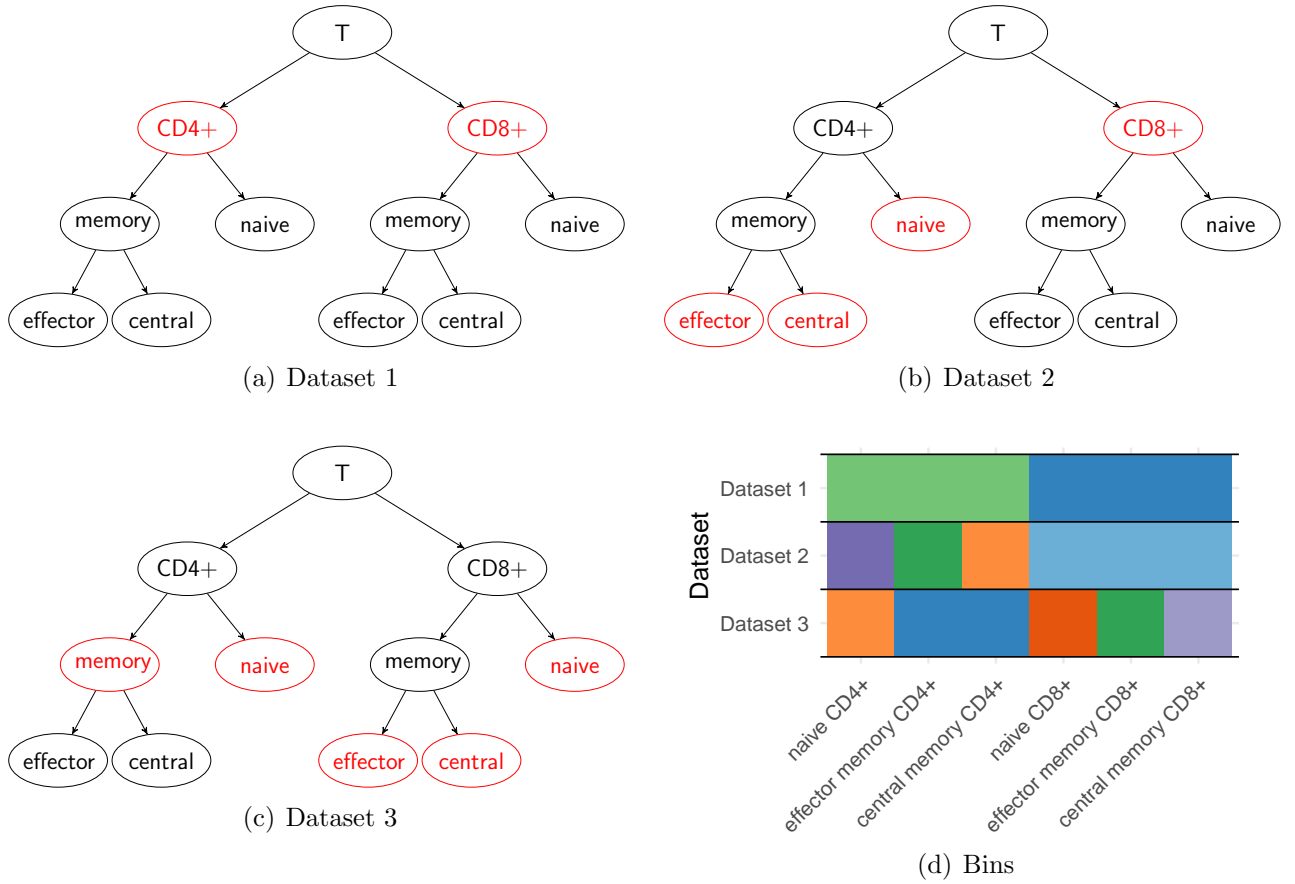 T
CD4+ CD8+
memory naive memory naive
effector central effector central
(a) Dataset 1
T
CD4+ CD8+
memory naive memory naive
effector central effector central
(b) Dataset 2
T
CD4+ CD8+
memory naive memory naive
effector central effector central
(c) Dataset 3
Dataset
Dataset 1
Dataset 2
Dataset 3
naive CD4+
effector memory CD4+
central memory CD4+
naive CD8+
effector memory CD8+
central memory CD8+
(d) Bins